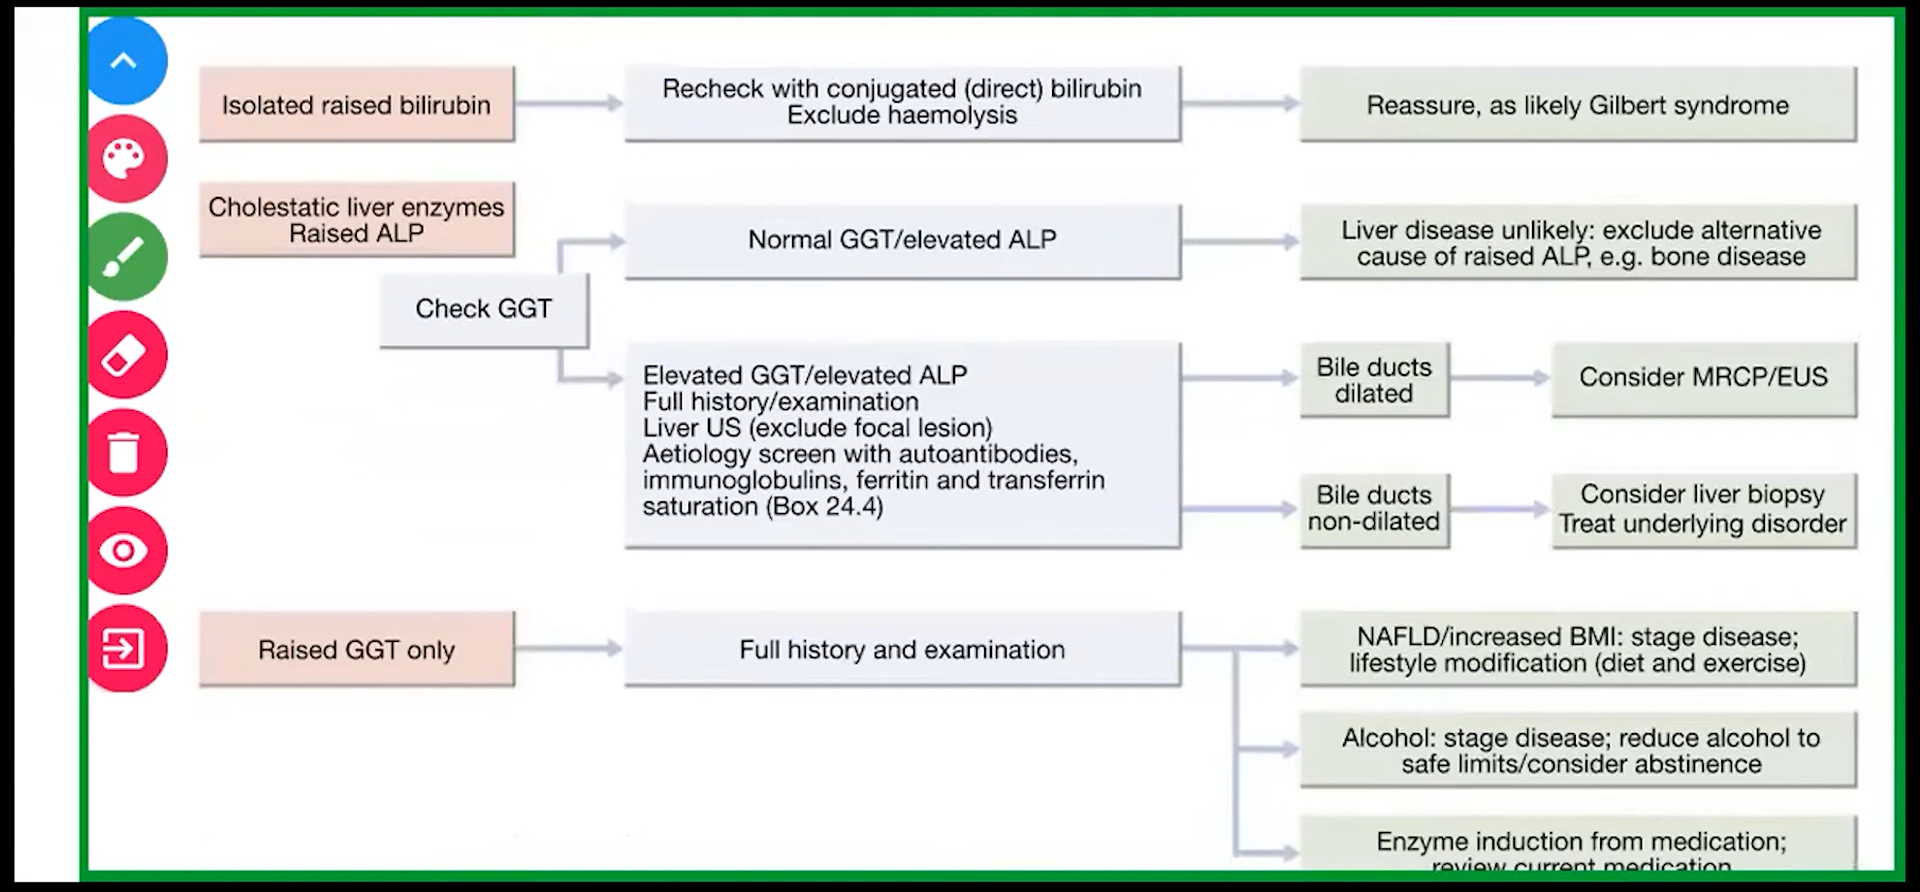 Isolated raised bilirubin
Recheck with conjugated (direct) bilirubin
Exclude haemolysis
Reassure, as likely Gilbert syndrome
Cholestatic liver enzymes
Raised ALP
Check GGT
Normal GGT/elevated ALP
Liver disease unlikely: exclude alternative
cause of raised ALP, e.g. bone disease
Elevated GGT/elevated ALP
Full history/examination
Liver US (exclude focal lesion)
Aetiology screen with autoantibodies,
immunoglobulins, ferritin and transferrin
saturation (Box 24.4)
Bile ducts
dilated
Consider MRCP/EUS
Bile ducts
non-dilated
Consider liver biopsy
Treat underlying disorder
Raised GGT only
Full history and examination
NAFLD/increased BMI: stage disease;
lifestyle modification (diet and exercise)
Alcohol: stage disease; reduce alcohol to
safe limits/consider abstinence
Enzyme induction from medication;
review current medication